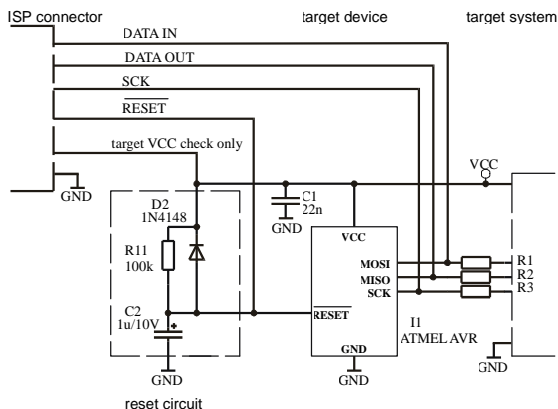 ISP connector
target device
target system
DATA IN
DATA OUT
SCK
RESET
target VCC check only
GND
VCC
D2
1N4148
C1
22n
GND
R11
100k
VCC
MOSI
MISO
SCK
R1
R2
R3
C2
1u/10V
+
RESET
I1
ATMEL AVR
GND
GND
GND
GND
reset circuit